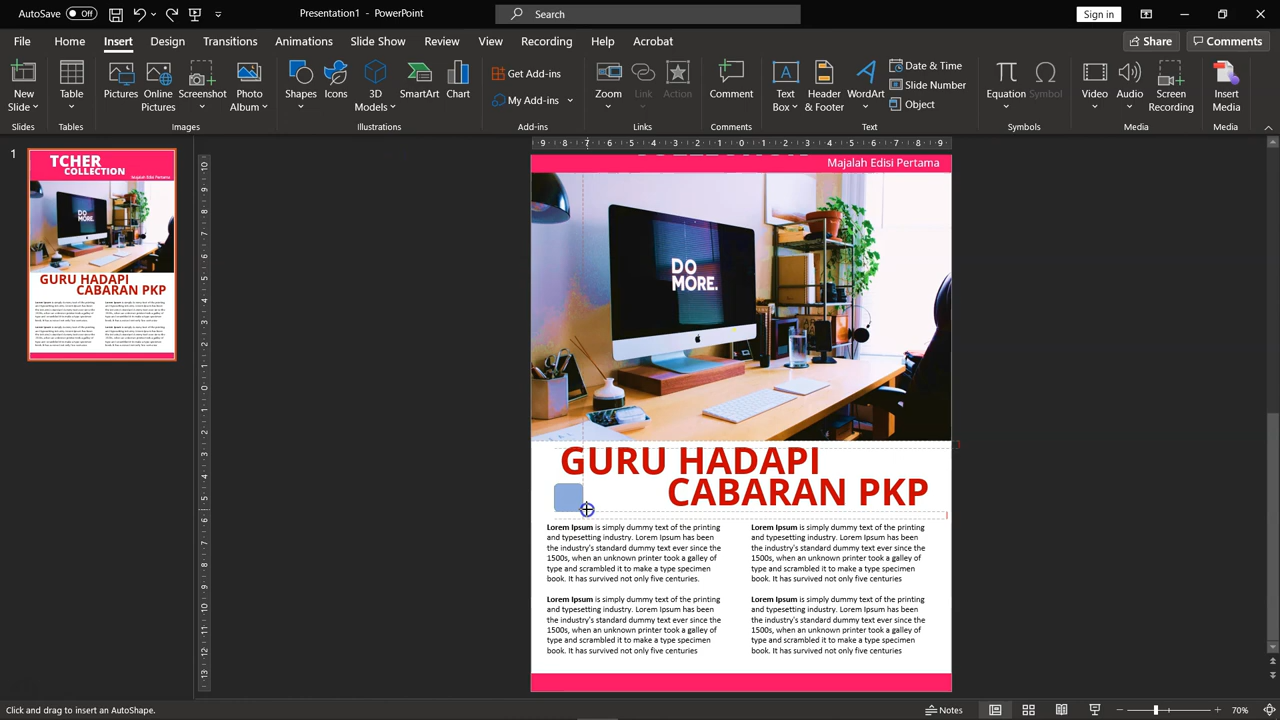 AutoSave Off Presentation1 - PowerPoint Search Sign in
File Home Insert Design Transitions Animations Slide Show Review View Recording Help Acrobat Share Comments
New Slide Table Pictures Online Pictures Screenshot Photo Album Shapes Icons 3D Models SmartArt Chart Get Add-ins My Add-ins Zoom Link Action Comment Text Box Header & Footer WordArt Date & Time Slide Number Object Equation Symbol Video Audio Screen Recording Insert Media
Slides Tables Images Illustrations Add-ins Links Comments Text Symbols Media Media
1
TCHER
COLLECTION
Majalah Edisi Pertama
DO
MORE.
GURU HADAPI
CABARAN PKP
Majalah Edisi Pertama
DO
MORE.
GURU HADAPI
CABARAN PKP
Lorem Ipsum is simply dummy text of the printing
and typesetting industry. Lorem Ipsum has been
the industry's standard dummy text ever since the
1500s, when an unknown printer took a galley of
type and scrambled it to make a type specimen
book. It has survived not only five centuries.
Lorem Ipsum is simply dummy text of the printing
and typesetting industry. Lorem Ipsum has been
the industry's standard dummy text ever since the
1500s, when an unknown printer took a galley of
type and scrambled it to make a type specimen
book. It has survived not only five centuries
Lorem Ipsum is simply dummy text of the printing
and typesetting industry. Lorem Ipsum has been
the industry's standard dummy text ever since the
1500s, when an unknown printer took a galley of
type and scrambled it to make a type specimen
book. It has survived not only five centuries
Lorem Ipsum is simply dummy text of the printing
and typesetting industry. Lorem Ipsum has been
the industry's standard dummy text ever since the
1500s, when an unknown printer took a galley of
type and scrambled it to make a type specimen
book. It has survived not only five centuries
Click and drag to insert an AutoShape. Notes 70%